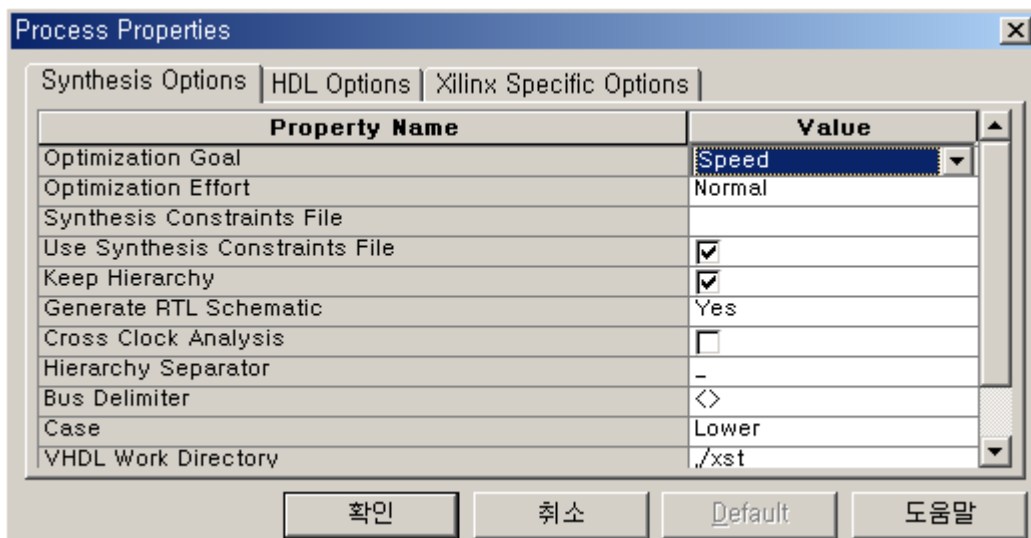 Process Properties
Synthesis Options HDL Options Xilinx Specific Options
Property Name Value
Optimization Goal Speed
Optimization Effort Normal
Synthesis Constraints File
Use Synthesis Constraints File
Keep Hierarchy
Generate RTL Schematic Yes
Cross Clock Analysis
Hierarchy Separator _
Bus Delimiter <>
Case Lower
VHDL Work Directory ./xst
확인 취소 Default 도움말